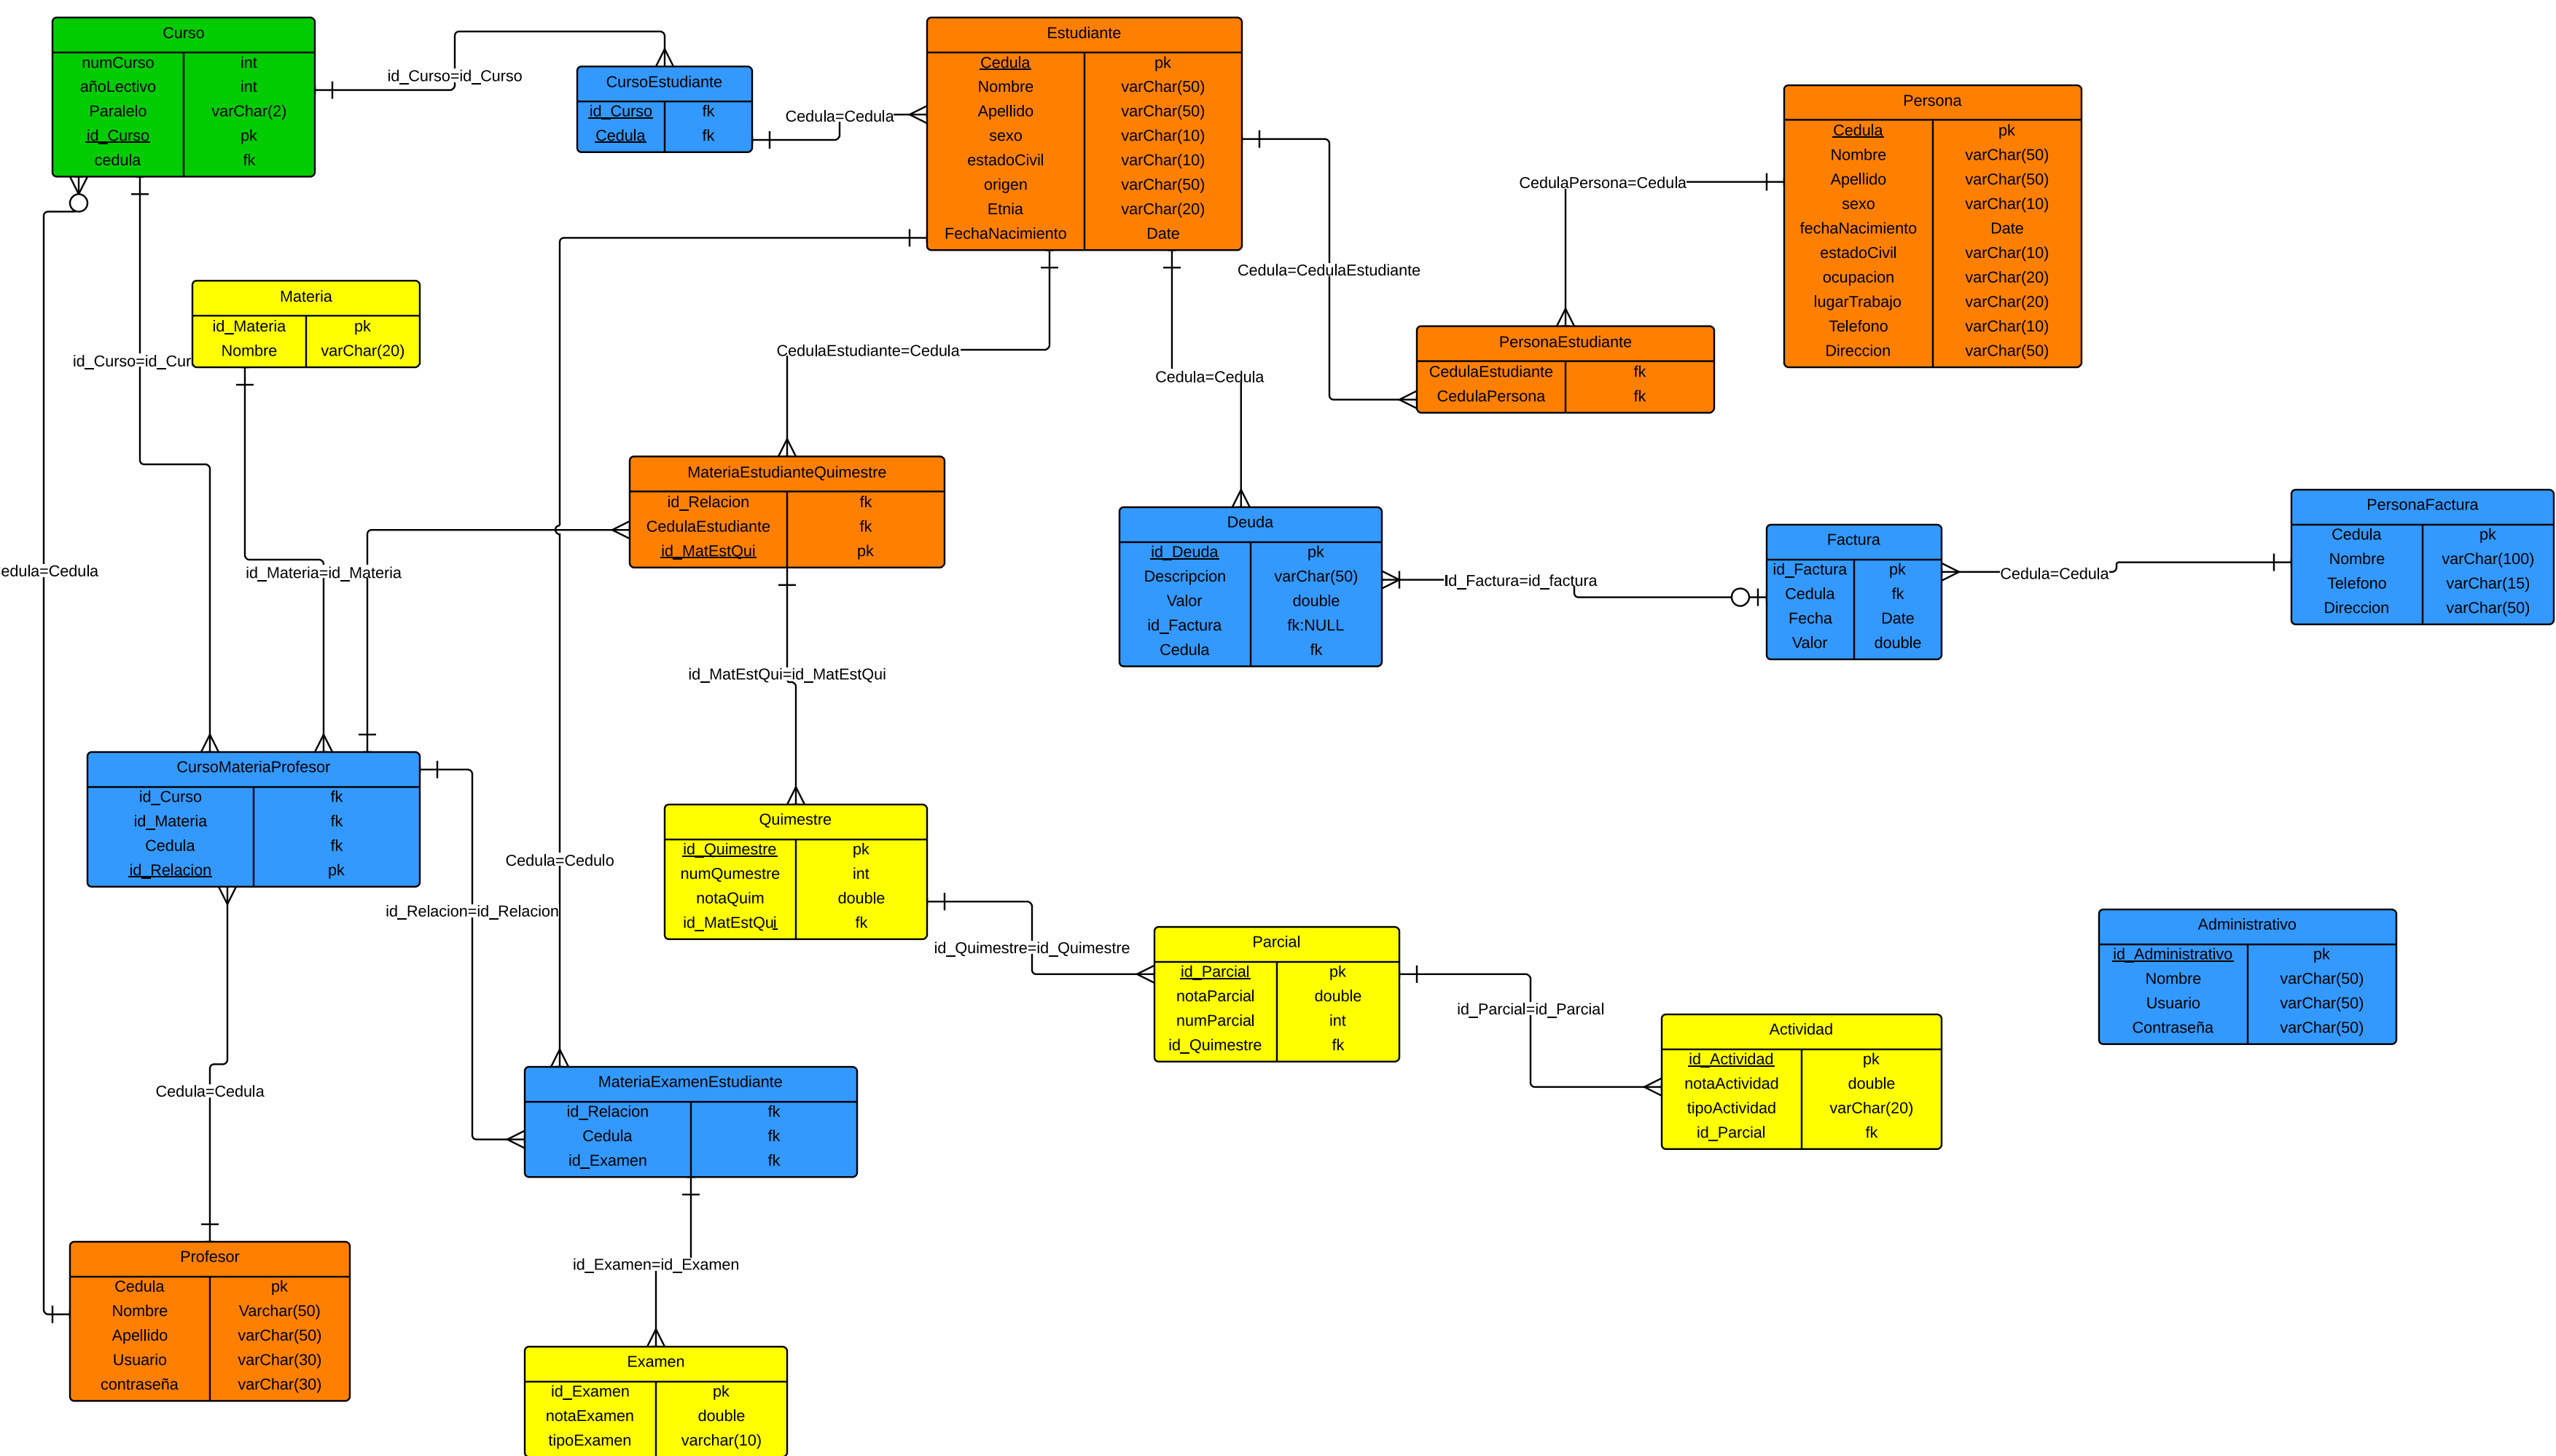 Curso
numCurso int
añoLectivo int
Paralelo varChar(2)
id_Curso pk
cedula fk
id_Curso=id_Curso
CursoEstudiante
id_Curso fk
Cedula fk
Cedula=Cedula
Estudiante
Cedula pk
Nombre varChar(50)
Apellido varChar(50)
sexo varChar(10)
estadoCivil varChar(10)
origen varChar(50)
Etnia varChar(20)
FechaNacimiento Date
Persona
Cedula pk
Nombre varChar(50)
Apellido varChar(50)
sexo varChar(10)
fechaNacimiento Date
estadoCivil varChar(10)
ocupacion varChar(20)
lugarTrabajo varChar(20)
Telefono varChar(10)
Direccion varChar(50)
CedulaPersona=Cedula
Cedula=CedulaEstudiante
Materia
id_Materia pk
Nombre varChar(20)
id_Curso=id_Cur
CedulaEstudiante=Cedula
Cedula=Cedula
PersonaEstudiante
CedulaEstudiante fk
CedulaPersona fk
MateriaEstudianteQuimestre
id_Relacion fk
CedulaEstudiante fk
id_MatEstQui pk
Deuda
id_Deuda pk
Descripcion varChar(50)
Valor double
id_Factura fk:NULL
Cedula fk
Id_Factura=id_factura
Factura
id_Factura pk
Cedula fk
Fecha Date
Valor double
Cedula=Cedula
PersonaFactura
Cedula pk
Nombre varChar(100)
Telefono varChar(15)
Direccion varChar(50)
edula=Cedula
id_Materia=id_Materia
id_MatEstQui=id_MatEstQui
CursoMateriaProfesor
id_Curso fk
id_Materia fk
Cedula fk
id_Relacion pk
Cedula=Cedulo
id_Relacion=id_Relacion
Quimestre
id_Quimestre pk
numQumestre int
notaQuim double
id_MatEstQui fk
id_Quimestre=id_Quimestre
Parcial
id_Parcial pk
notaParcial double
numParcial int
id_Quimestre fk
id_Parcial=id_Parcial
Actividad
id_Actividad pk
notaActividad double
tipoActividad varChar(20)
id_Parcial fk
Administrativo
id_Administrativo pk
Nombre varChar(50)
Usuario varChar(50)
Contraseña varChar(50)
Cedula=Cedula
MateriaExamenEstudiante
id_Relacion fk
Cedula fk
id_Examen fk
id_Examen=id_Examen
Profesor
Cedula pk
Nombre Varchar(50)
Apellido varChar(50)
Usuario varChar(30)
contraseña varChar(30)
Examen
id_Examen pk
notaExamen double
tipoExamen varchar(10)